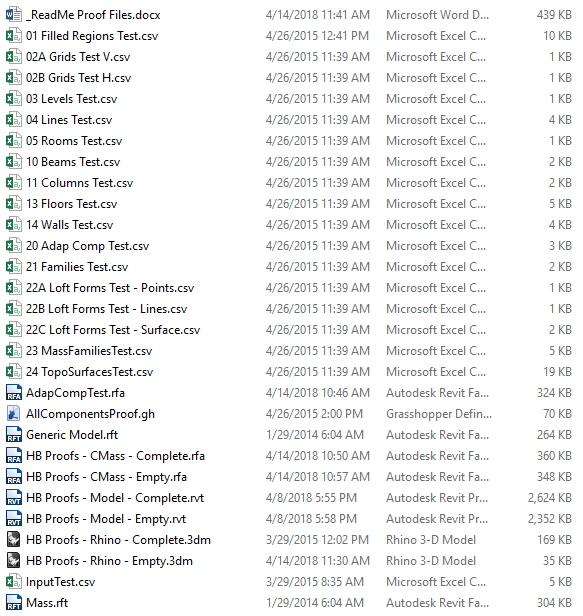 _ReadMe Proof Files.docx 4/14/2018 11:41 AM Microsoft Word D... 439 KB
01 Filled Regions Test.csv 4/26/2015 12:41 PM Microsoft Excel C... 10 KB
02A Grids Test V.csv 4/26/2015 11:39 AM Microsoft Excel C... 1 KB
02B Grids Test H.csv 4/26/2015 11:39 AM Microsoft Excel C... 1 KB
03 Levels Test.csv 4/26/2015 11:39 AM Microsoft Excel C... 1 KB
04 Lines Test.csv 4/26/2015 11:39 AM Microsoft Excel C... 4 KB
05 Rooms Test.csv 4/26/2015 11:39 AM Microsoft Excel C... 1 KB
10 Beams Test.csv 4/26/2015 11:39 AM Microsoft Excel C... 2 KB
11 Columns Test.csv 4/26/2015 11:39 AM Microsoft Excel C... 2 KB
13 Floors Test.csv 4/26/2015 11:39 AM Microsoft Excel C... 5 KB
14 Walls Test.csv 4/26/2015 11:39 AM Microsoft Excel C... 4 KB
20 Adap Comp Test.csv 4/26/2015 11:39 AM Microsoft Excel C... 3 KB
21 Families Test.csv 4/26/2015 11:39 AM Microsoft Excel C... 2 KB
22A Loft Forms Test - Points.csv 4/26/2015 11:39 AM Microsoft Excel C... 1 KB
22B Loft Forms Test - Lines.csv 4/26/2015 11:39 AM Microsoft Excel C... 1 KB
22C Loft Forms Test - Surface.csv 4/26/2015 11:39 AM Microsoft Excel C... 2 KB
23 MassFamiliesTest.csv 4/26/2015 11:39 AM Microsoft Excel C... 5 KB
24 TopoSurfacesTest.csv 4/26/2015 11:39 AM Microsoft Excel C... 19 KB
AdapCompTest.rfa 4/14/2018 10:46 AM Autodesk Revit Fa... 324 KB
AllComponentsProof.gh 4/26/2015 2:00 PM Grasshopper Defin... 70 KB
Generic Model.rft 1/29/2014 6:04 AM Autodesk Revit Fa... 264 KB
HB Proofs - CMass - Complete.rfa 4/14/2018 10:50 AM Autodesk Revit Fa... 360 KB
HB Proofs - CMass - Empty.rfa 4/14/2018 10:57 AM Autodesk Revit Fa... 348 KB
HB Proofs - Model - Complete.rvt 4/8/2018 5:55 PM Autodesk Revit Pr... 2,624 KB
HB Proofs - Model - Empty.rvt 4/8/2018 5:58 PM Autodesk Revit Pr... 2,352 KB
HB Proofs - Rhino - Complete.3dm 3/29/2015 12:02 PM Rhino 3-D Model 169 KB
HB Proofs - Rhino - Empty.3dm 4/14/2018 11:30 AM Rhino 3-D Model 35 KB
InputTest.csv 3/29/2015 8:35 AM Microsoft Excel C... 5 KB
Mass.rft 1/29/2014 6:04 AM Autodesk Revit Fa... 304 KB